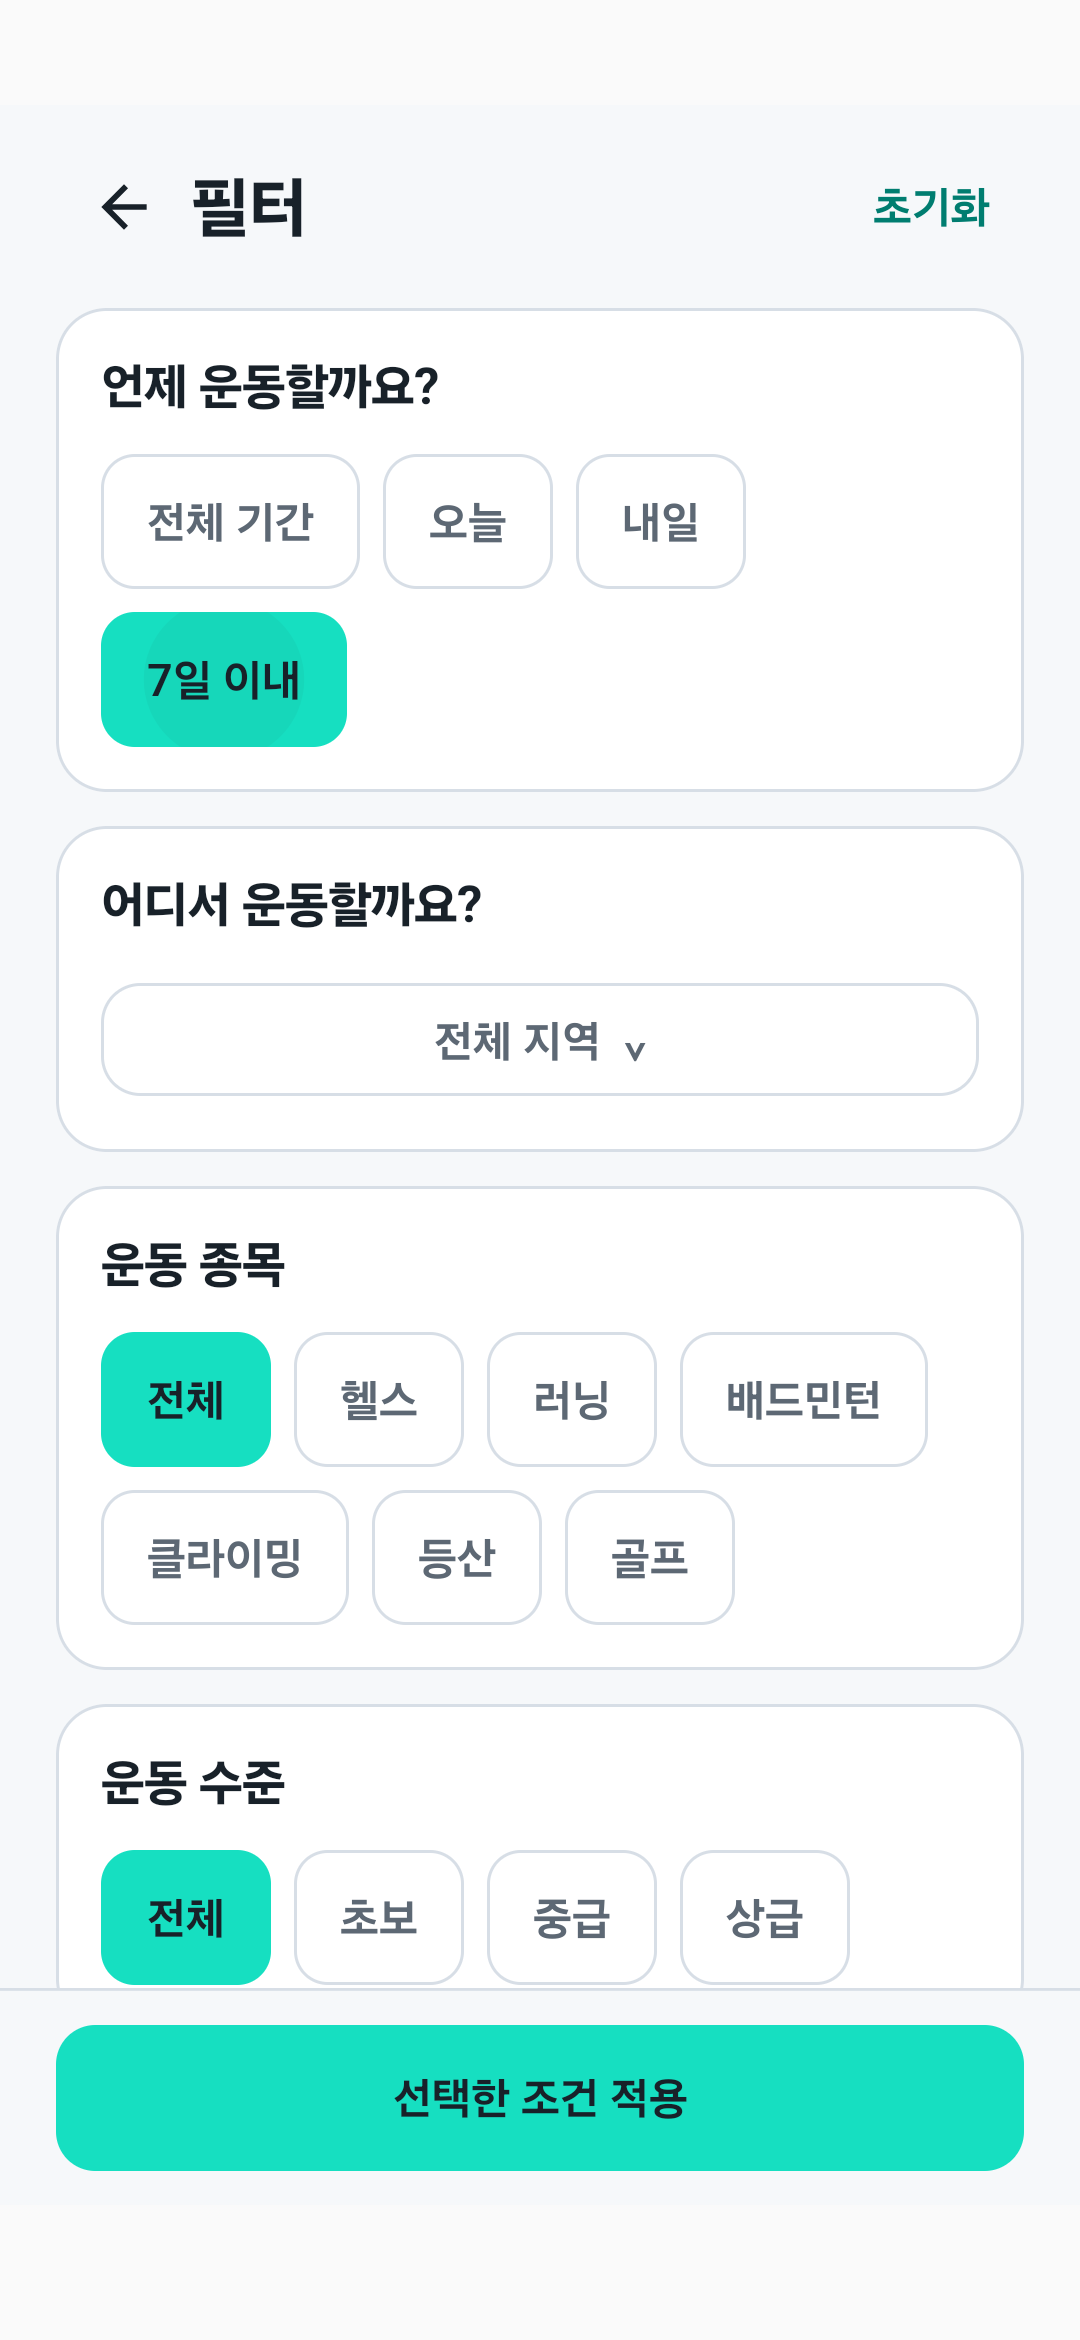 필터
초기화
언제 운동할까요?
전체 기간 오늘 내일
7일 이내
어디서 운동할까요?
전체 지역
운동 종목
전체 헬스 러닝 배드민턴
클라이밍 등산 골프
운동 수준
전체 초보 중급 상급
선택한 조건 적용